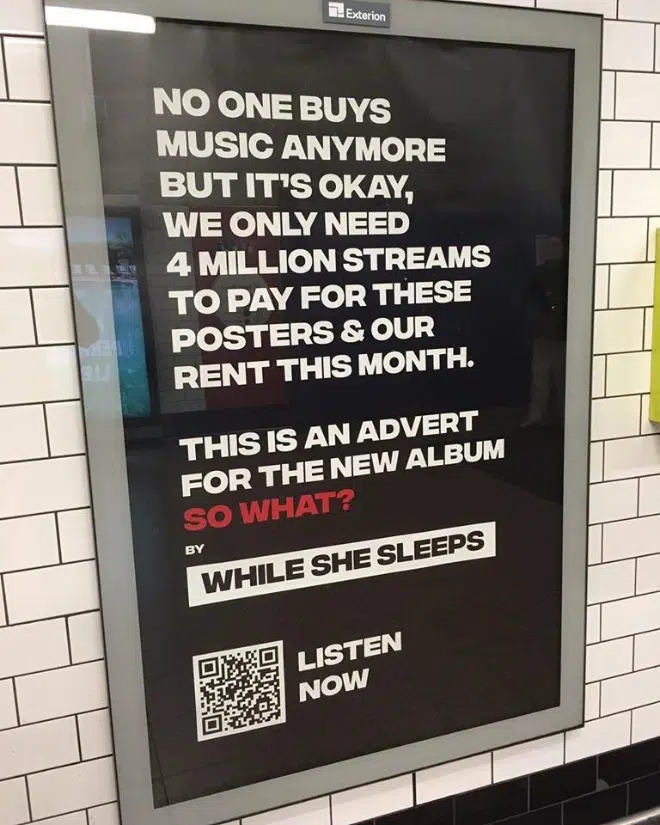 Exterion
NO ONE BUYS
MUSIC ANYMORE
BUT IT'S OKAY,
WE ONLY NEED
4 MILLION STREAMS
TO PAY FOR THESE
POSTERS & OUR
RENT THIS MONTH.
THIS IS AN ADVERT
FOR THE NEW ALBUM
SO WHAT?
BY
WHILE SHE SLEEPS
LISTEN
NOW